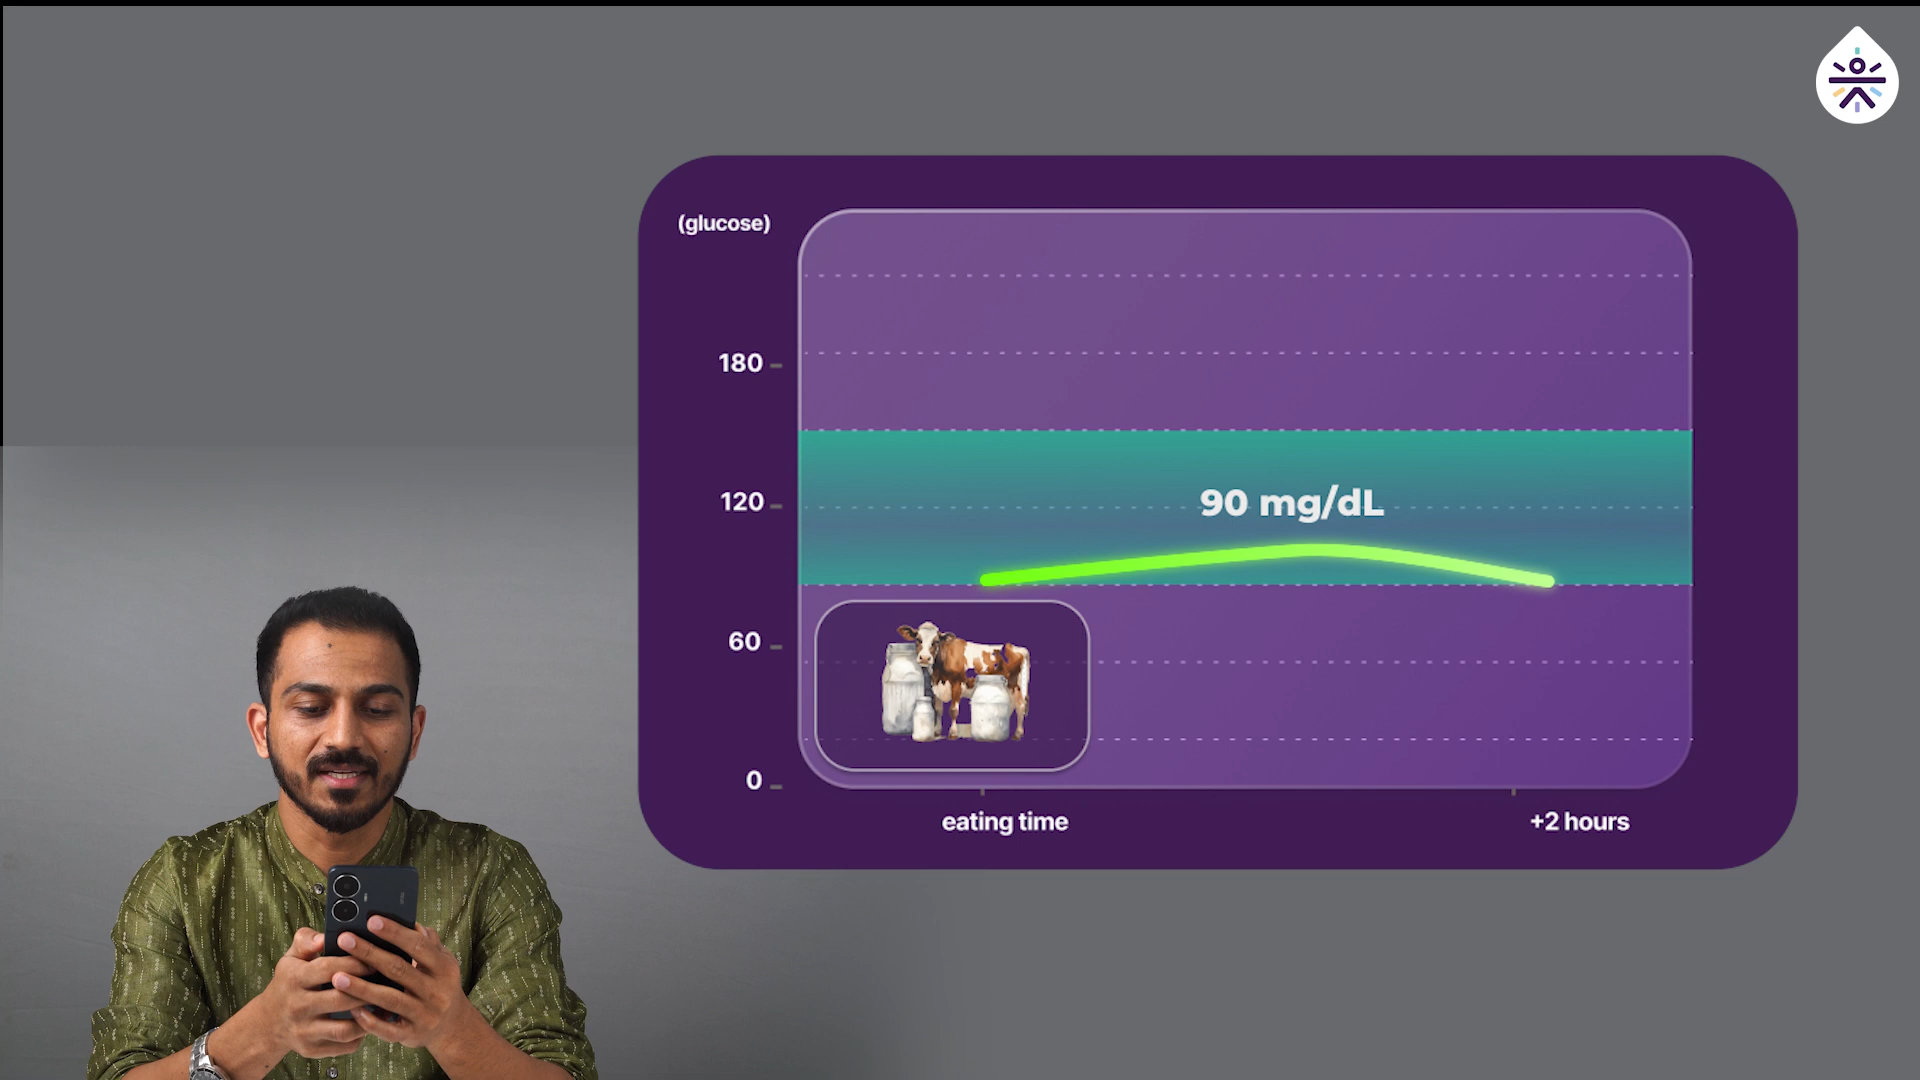 (glucose)
180
120
90 mg/dL
60
0
eating time
+2 hours